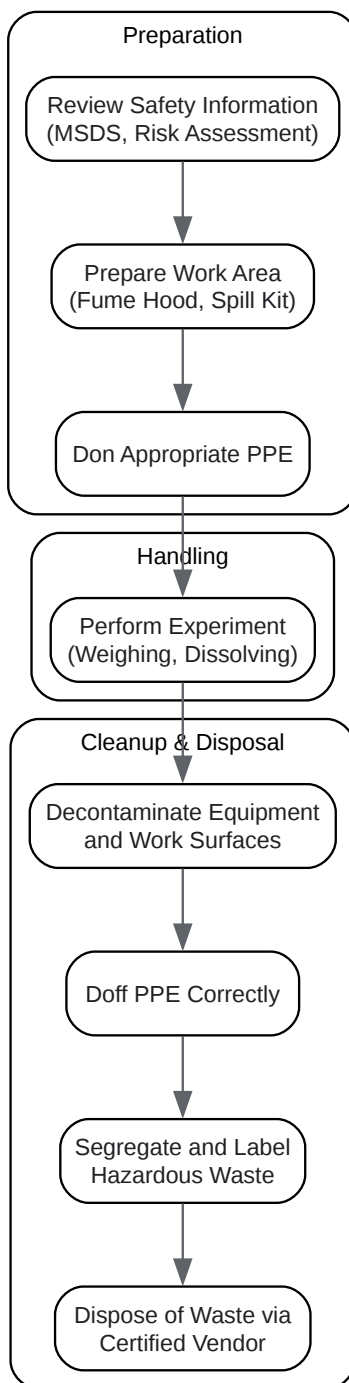 Preparation
Review Safety Information
(MSDS, Risk Assessment)
Prepare Work Area
(Fume Hood, Spill Kit)
Don Appropriate PPE
Handling
Perform Experiment
(Weighing, Dissolving)
Cleanup & Disposal
Decontaminate Equipment
and Work Surfaces
Doff PPE Correctly
Segregate and Label
Hazardous Waste
Dispose of Waste via
Certified Vendor